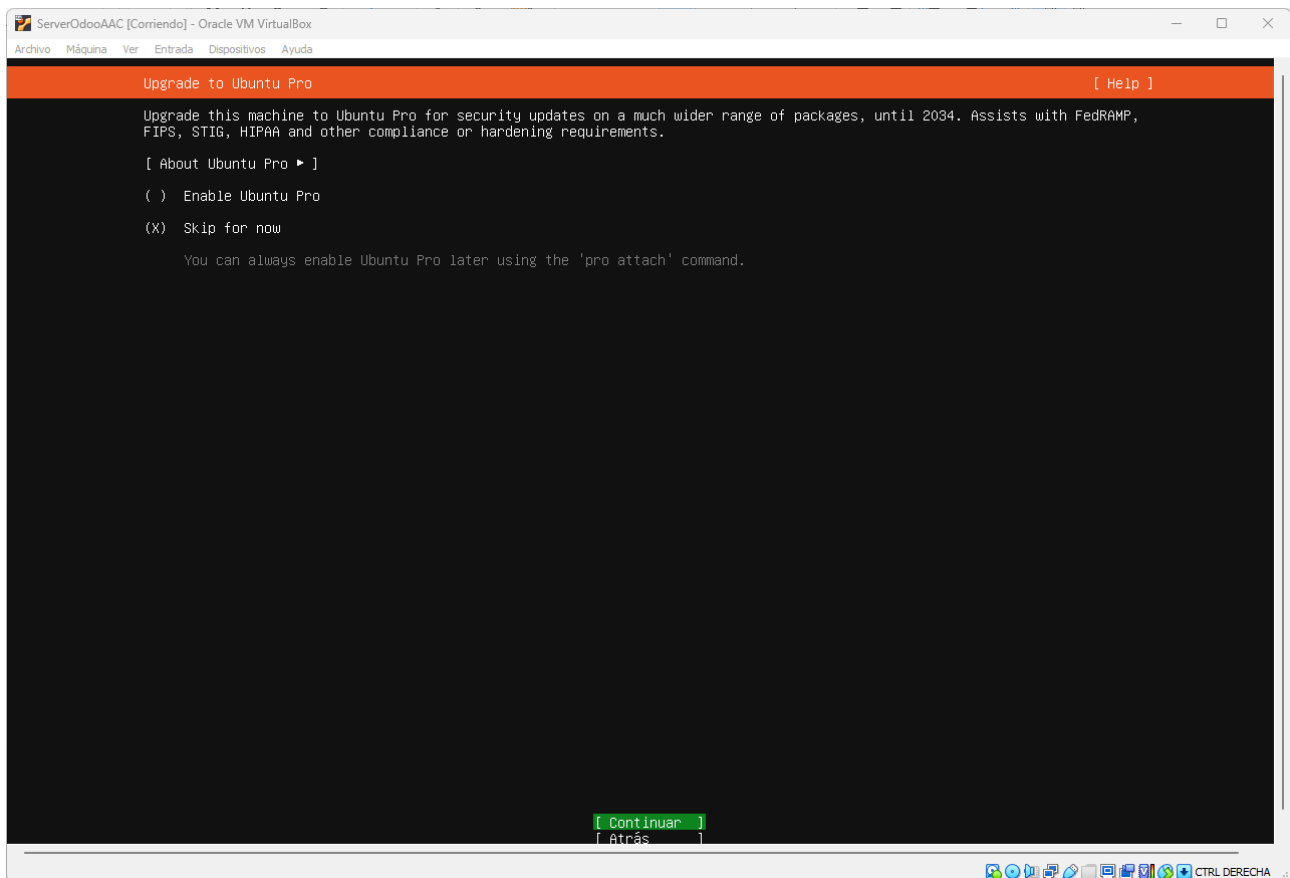 ServerOdooAAC [Corriendo] - Oracle VM VirtualBox
Archivo Máquina Ver Entrada Dispositivos Ayuda
Upgrade to Ubuntu Pro [ Help ]
Upgrade this machine to Ubuntu Pro for security updates on a much wider range of packages, until 2034. Assists with FedRAMP,
FIPS, STIG, HIPAA and other compliance or hardening requirements.
[ About Ubuntu Pro ► ]
( ) Enable Ubuntu Pro
(X) Skip for now
You can always enable Ubuntu Pro later using the 'pro attach' command.
[ Continuar ]
[ Atrás ]
CTRL DERECHA